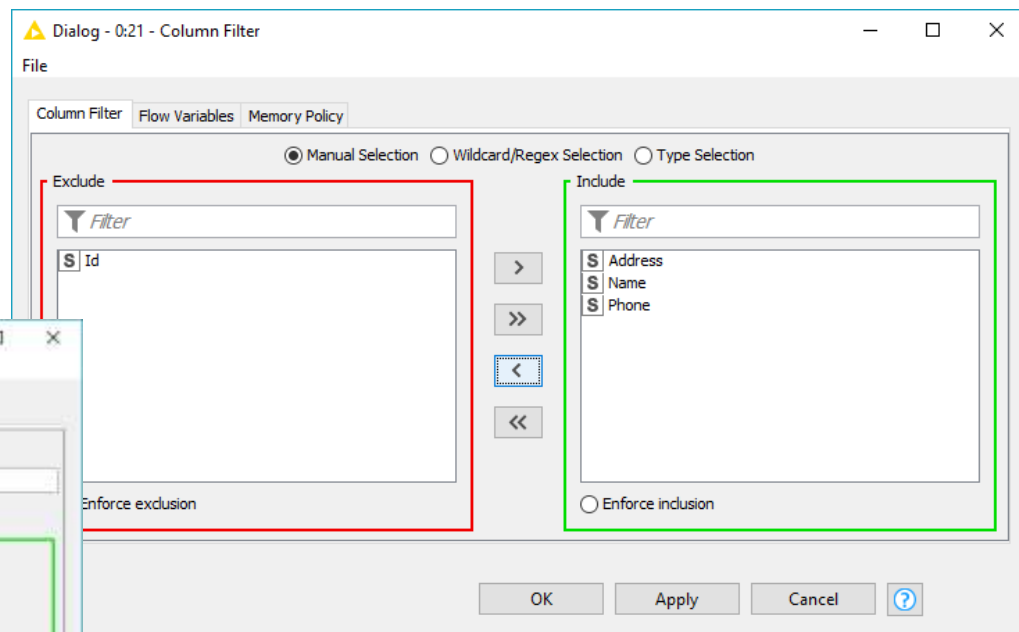 Dialog - 0:21 - Column Filter
File
Column Filter Flow Variables Memory Policy
Manual Selection Wildcard/Regex Selection Type Selection
Exclude Include
Filter Filter
S Id S Address
S Name
S Phone
>
>>
<
<<
Enforce exclusion Enforce inclusion
OK Apply Cancel ?